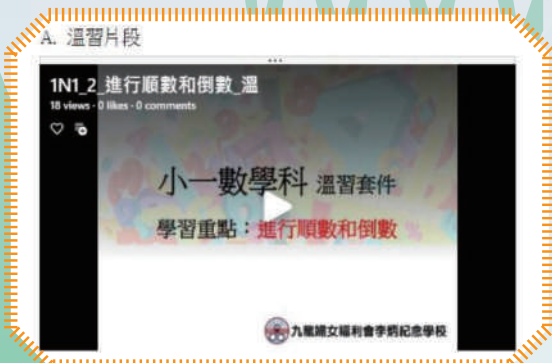 A. 溫習片段
1N1_2_進行順數和倒數_溫
18 views · 0 likes · 0 comments
小一數學科 溫習套件
學習重點：進行順數和倒數
九龍婦女福利會李炳紀念學校